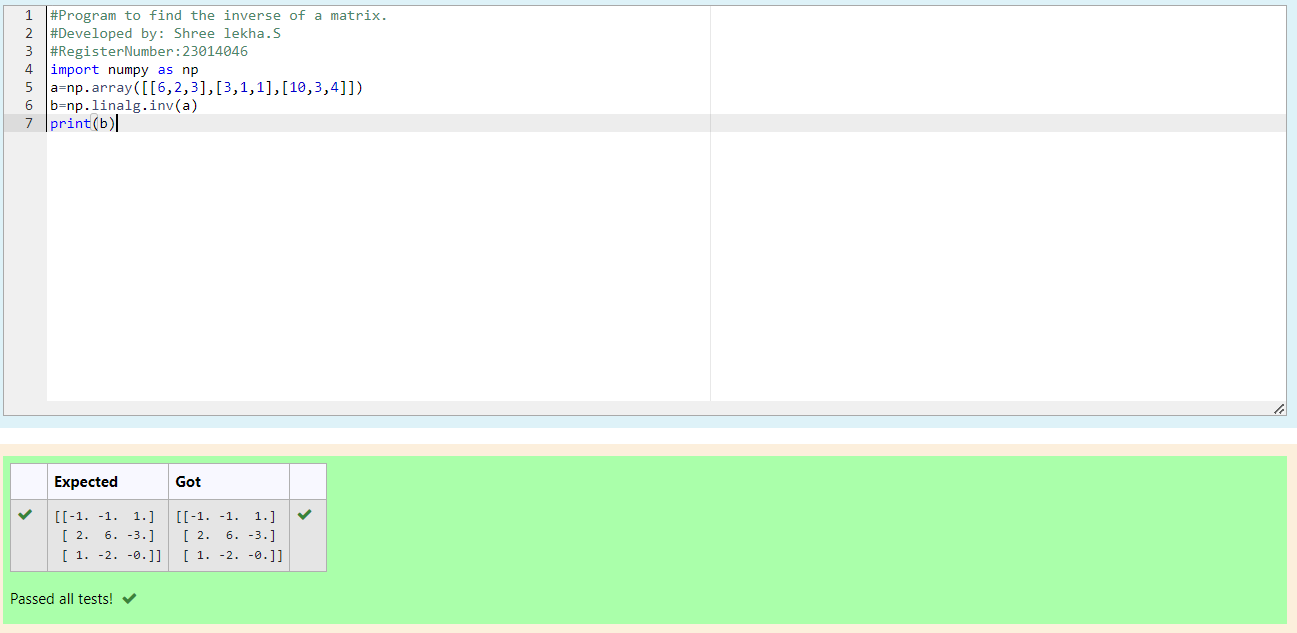 1 #Program to find the inverse of a matrix.
2 #Developed by: Shree lekha.S
3 #RegisterNumber:23014046
4 import numpy as np
5 a=np.array([[6,2,3],[3,1,1],[10,3,4]])
6 b=np.linalg.inv(a)
7 print(b)
Expected Got
[[-1. -1.  1.] [[-1. -1.  1.]
[ 2.  6. -3.] [ 2.  6. -3.]
[ 1. -2. -0.]] [ 1. -2. -0.]]
Passed all tests!